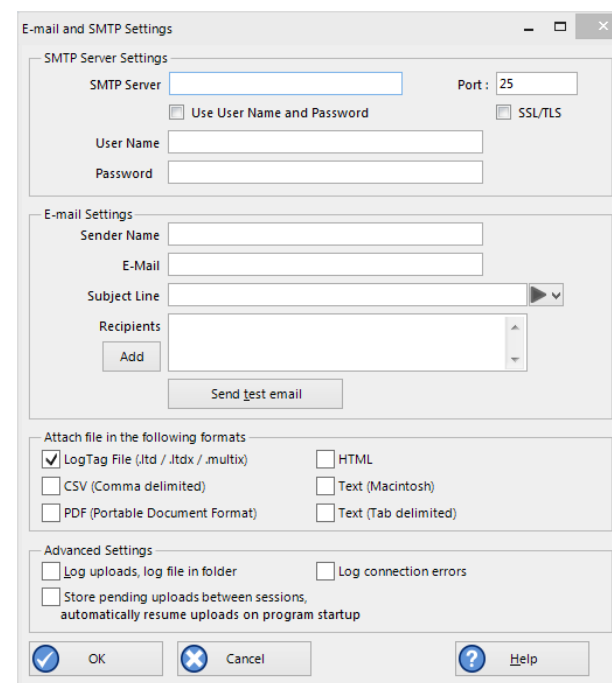 E-mail and SMTP Settings
SMTP Server Settings
SMTP Server Port : 25
Use User Name and Password SSL/TLS
User Name
Password
E-mail Settings
Sender Name
E-Mail
Subject Line
Recipients
Add
Send test email
Attach file in the following formats
LogTag File (.ltd / .ltdx / .multix) HTML
CSV (Comma delimited) Text (Macintosh)
PDF (Portable Document Format) Text (Tab delimited)
Advanced Settings
Log uploads, log file in folder Log connection errors
Store pending uploads between sessions,
automatically resume uploads on program startup
OK Cancel Help